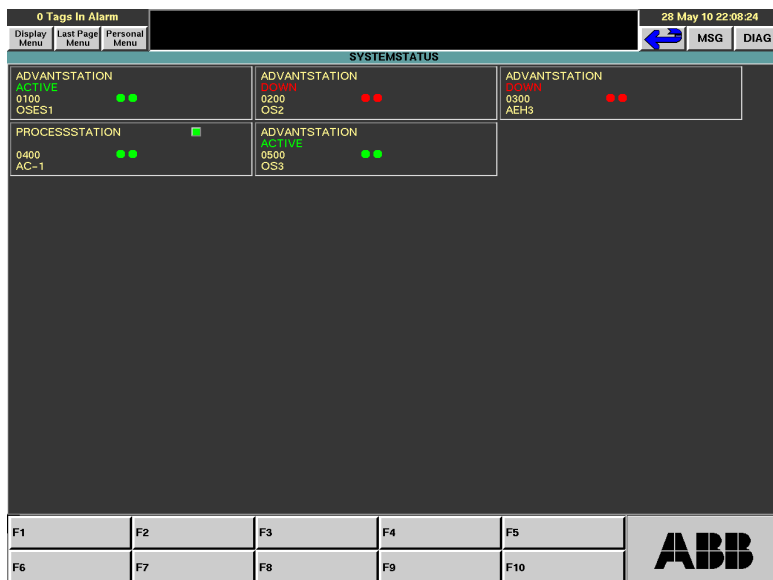 0 Tags In Alarm
28 May 10 22:08:24
Display Menu
Last Page Menu
Personal Menu
MSG
DIAG
SYSTEMSTATUS
ADVANTSTATION
ACTIVE
0100
OSES1
ADVANTSTATION
DOWN
0200
OS2
ADVANTSTATION
DOWN
0300
AEH3
PROCESSSTATION
0400
AC-1
ADVANTSTATION
ACTIVE
0500
OS3
F1
F2
F3
F4
F5
F6
F7
F8
F9
F10
ABB